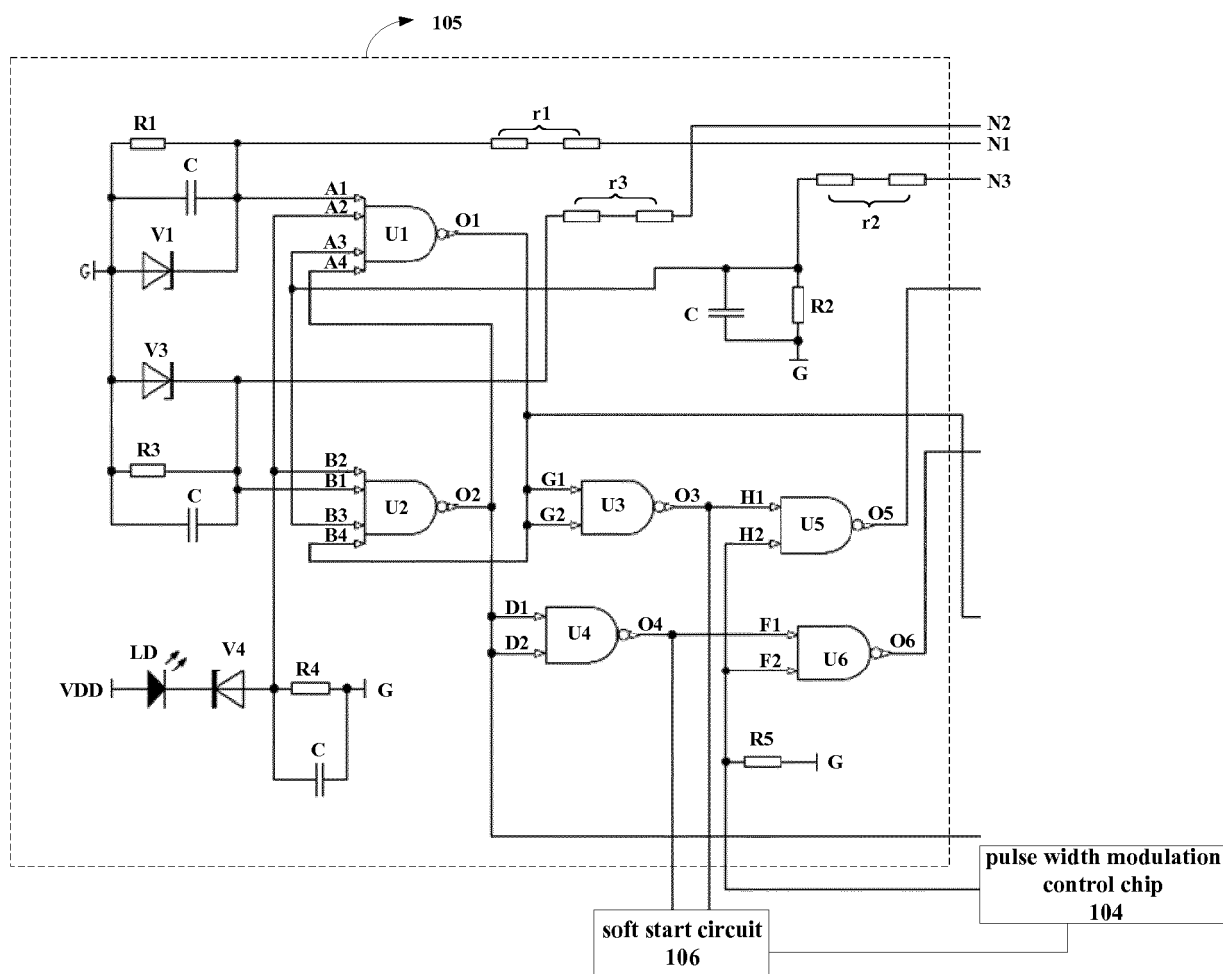 105
r1
N2
R1
N1
C
r3
N3
A1
A2
r2
U1
O1
V1
A3
A4
G
C
R2
V3
G
R3
B2
G1
B1
O2
O3
H1
C
U2
U3
O5
B3
G2
U5
B4
H2
D1
O4
F1
U4
O6
D2
F2
U6
LD
V4
R4
VDD
G
R5
C
G
pulse width modulation
control chip
104
soft start circuit
106